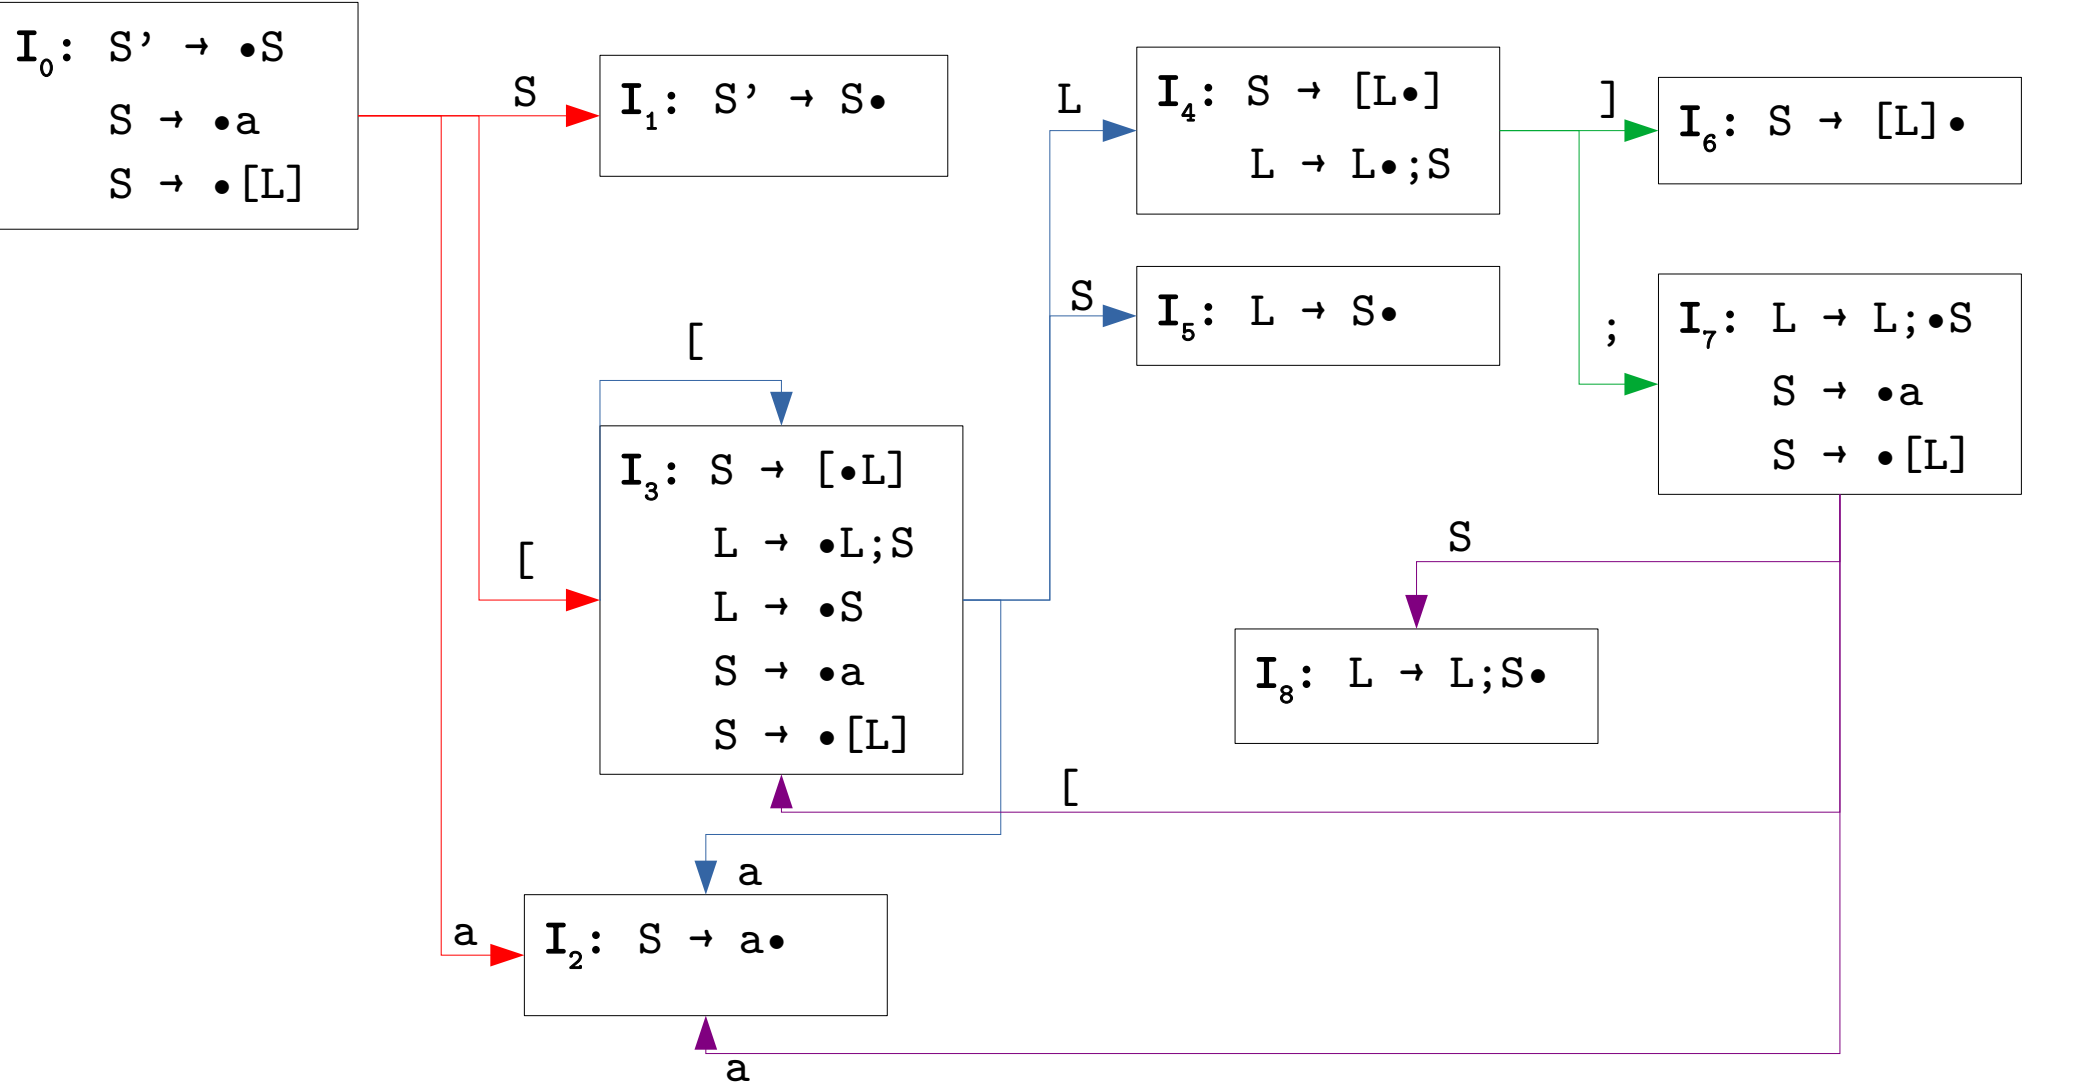 I₀: S’ → •S
S → •a
S → •[L]
S
I₁: S’ → S•
L
I₄: S → [L•]
L → L•;S
]
I₆: S → [L]•
S
I₅: L → S•
;
I₇: L → L;•S
S → •a
S → •[L]
[
[
I₃: S → [•L]
L → •L;S
L → •S
S → •a
S → •[L]
S
I₈: L → L;S•
[
a
a
I₂: S → a•
a